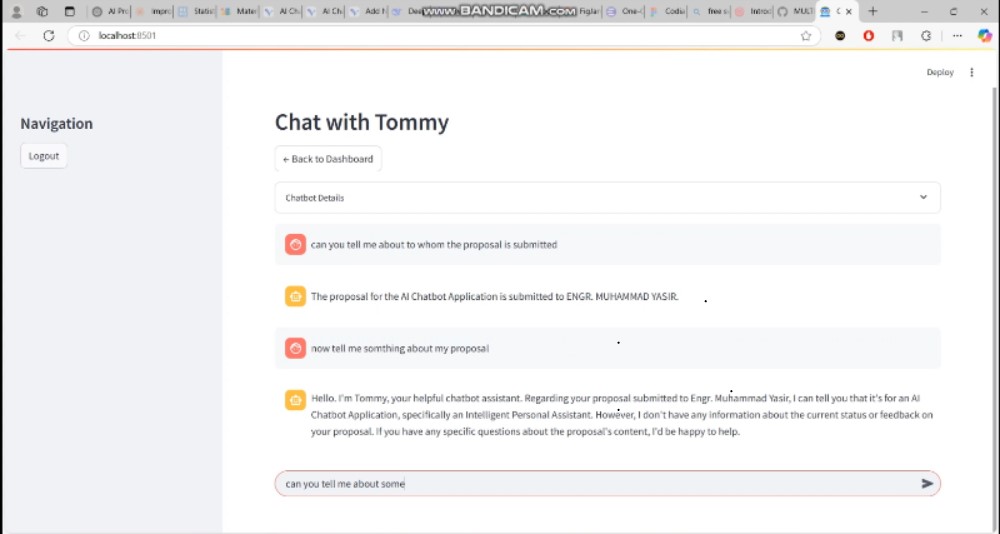 AI Pro
Impro
Static
Mater
AI Ch
AI Ch
Add
WWW.BANDICAM.COM
Figlar
One-
Codiu
free s
Introc
MULT
localhost:8501
Deploy
Navigation
Logout
Chat with Tommy
← Back to Dashboard
Chatbot Details
can you tell me about to whom the proposal is submitted
The proposal for the AI Chatbot Application is submitted to ENGR. MUHAMMAD YASIR.
now tell me somthing about my proposal
Hello. I'm Tommy, your helpful chatbot assistant. Regarding your proposal submitted to Engr. Muhammad Yasir, I can tell you that it's for an AI
Chatbot Application, specifically an Intelligent Personal Assistant. However, I don't have any information about the current status or feedback on
your proposal. If you have any specific questions about the proposal's content, I'd be happy to help.
can you tell me about some